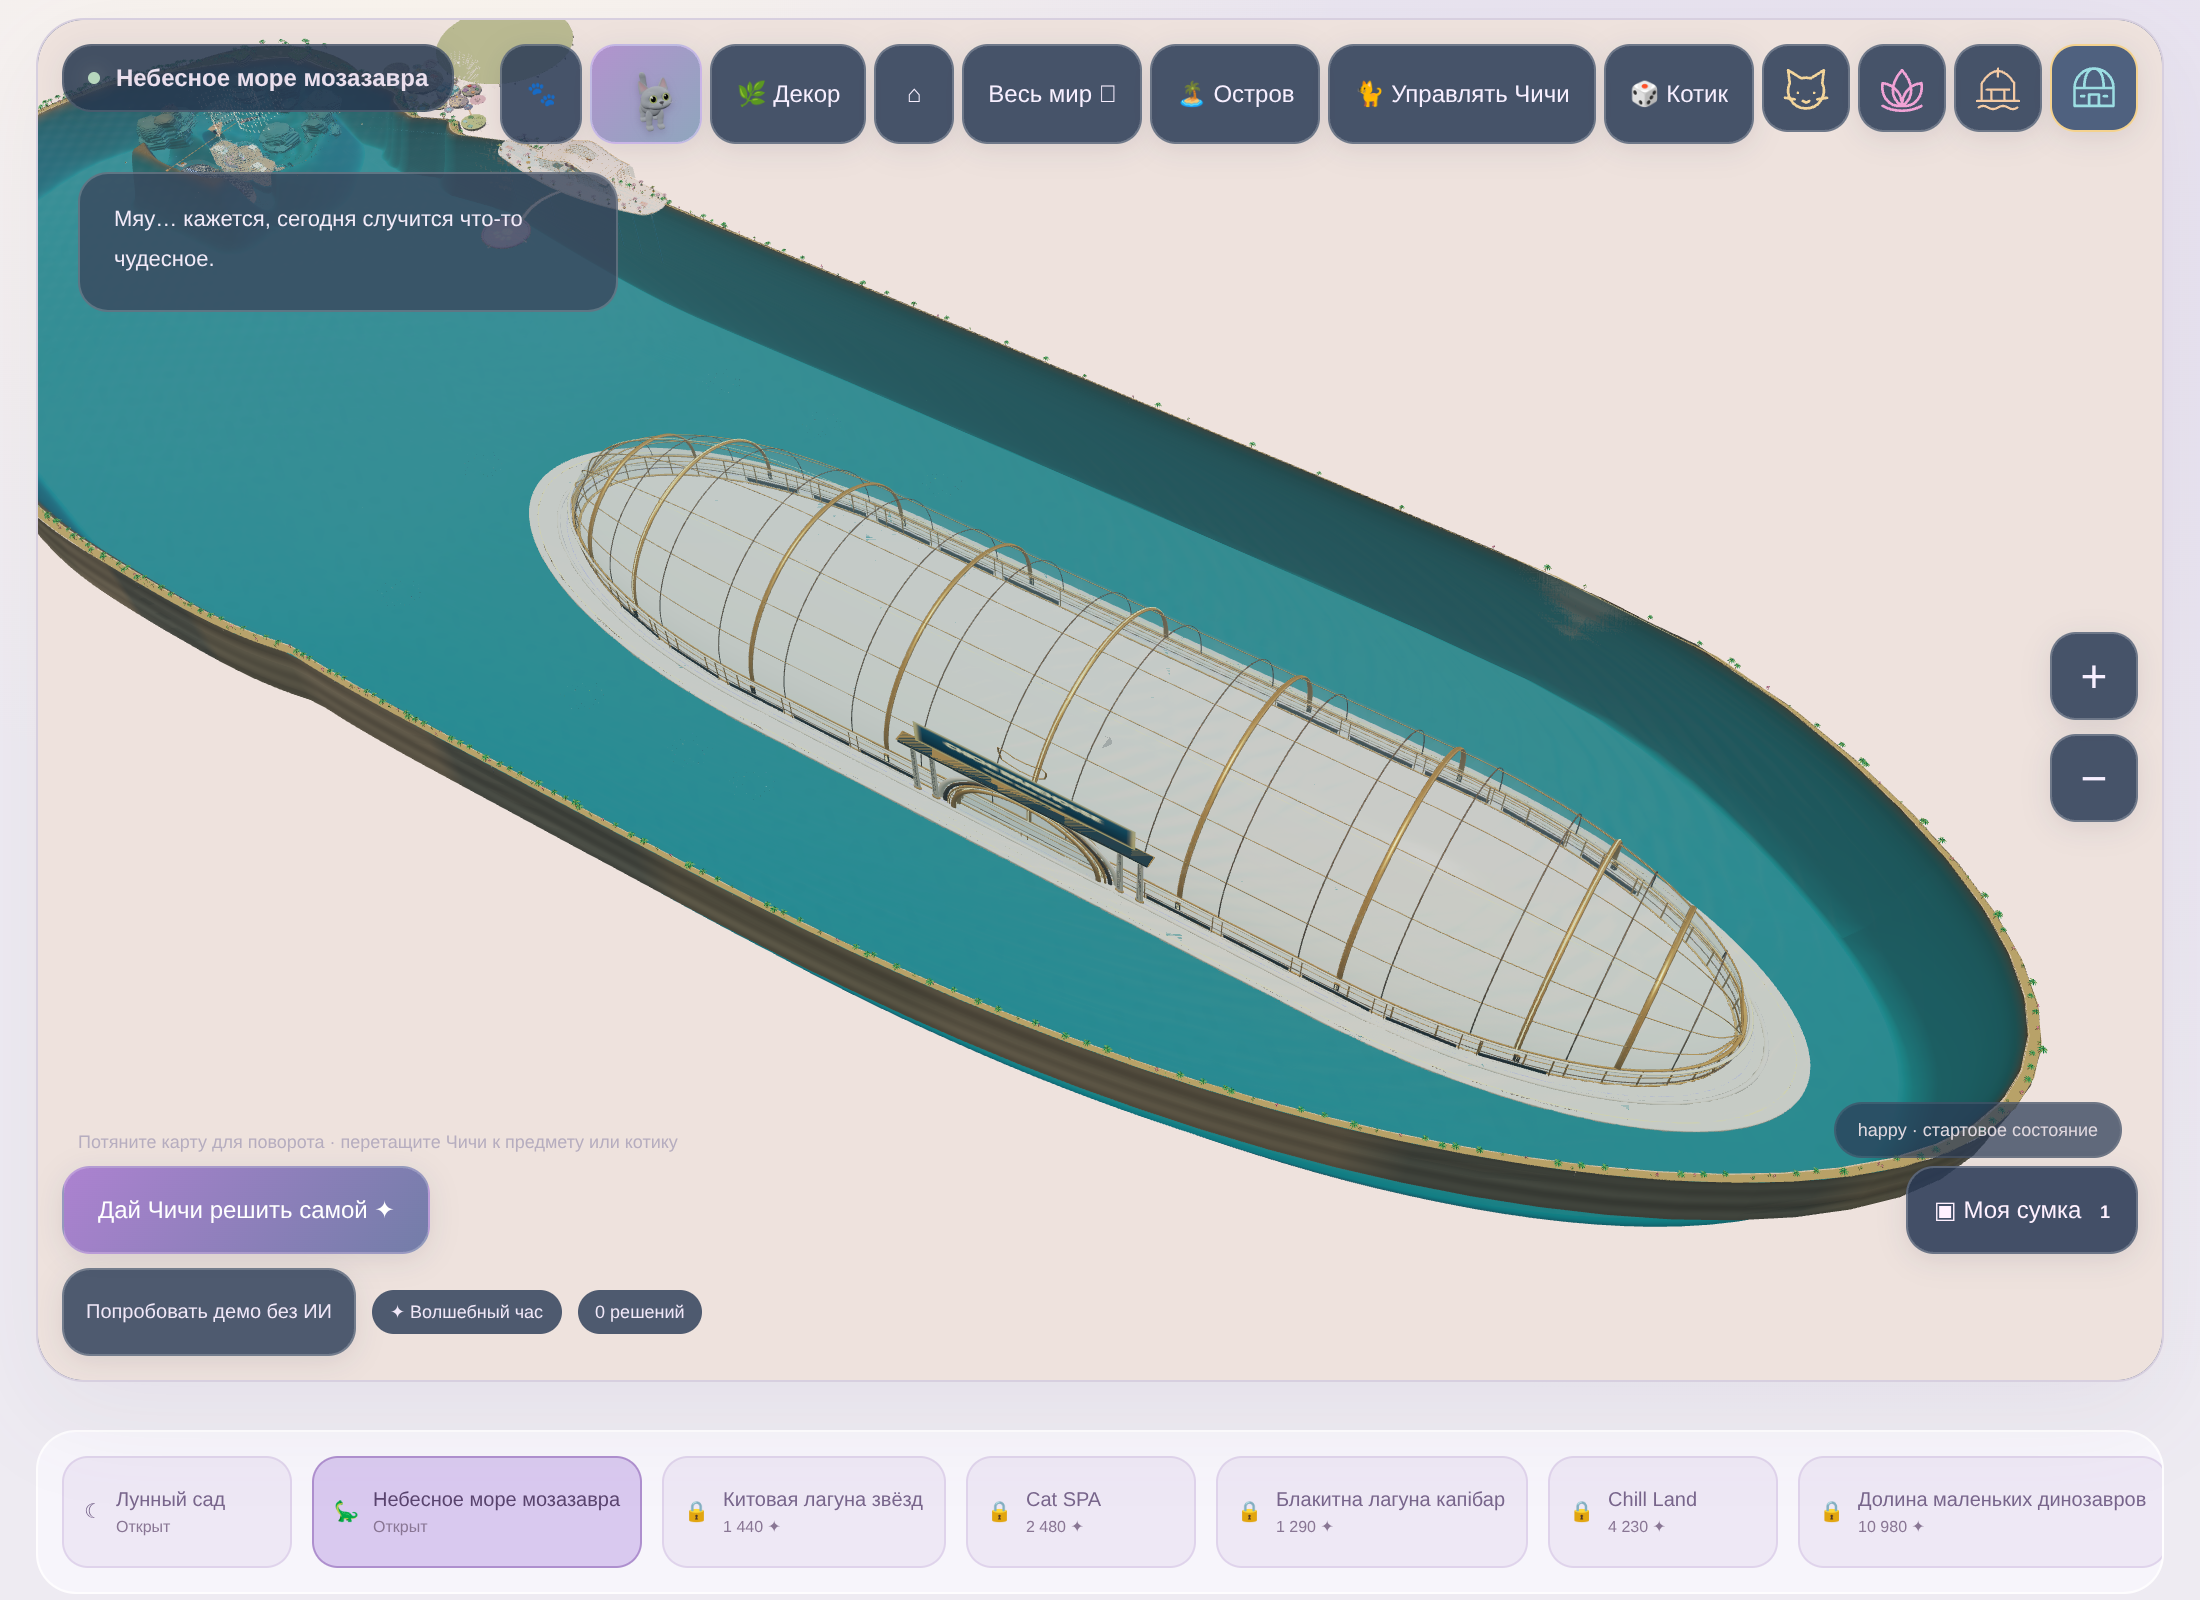 Небесное море мозазавра
Декор
Весь мир
Остров
Управлять Чичи
Котик
Мяу… кажется, сегодня случится что-то
чудесное.
+
−
Потяните карту для поворота · перетащите Чичи к предмету или котику
happy · стартовое состояние
Дай Чичи решить самой ✦
Моя сумка 1
Попробовать демо без ИИ
✦ Волшебный час
0 решений
Лунный сад
Открыт
Небесное море мозазавра
Открыт
Китовая лагуна звёзд
1 440 ✦
Cat SPA
2 480 ✦
Блакитна лагуна капібар
1 290 ✦
Chill Land
4 230 ✦
Долина маленьких динозавров
10 980 ✦